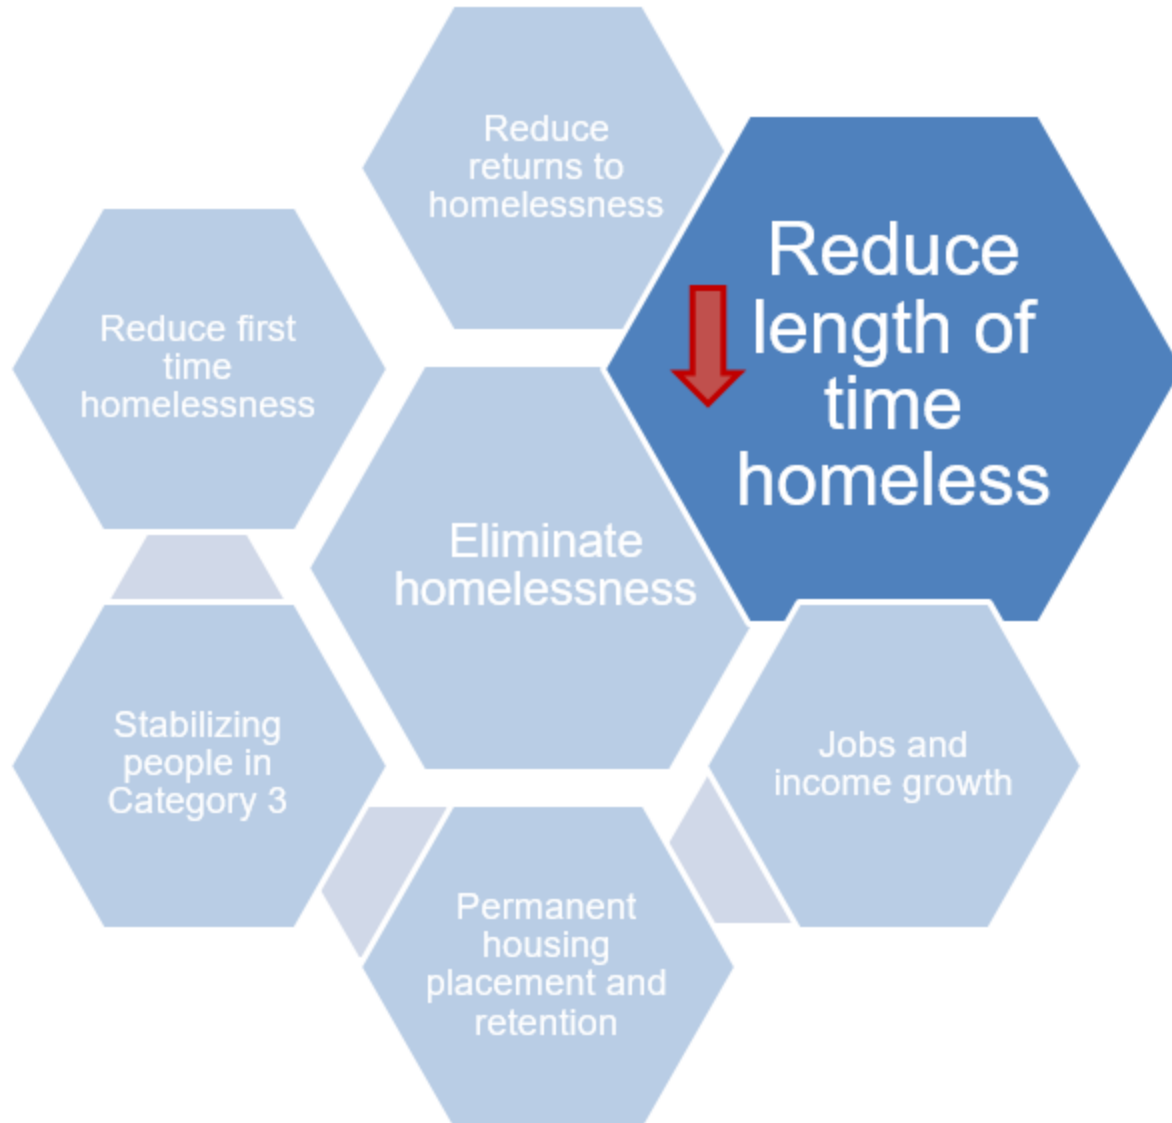 Reduce
returns to
homelessness
Reduce
length of
time
homeless
Reduce first
time
homelessness
Eliminate
homelessness
Stabilizing
people in
Category 3
Jobs and
income growth
Permanent
housing
placement and
retention